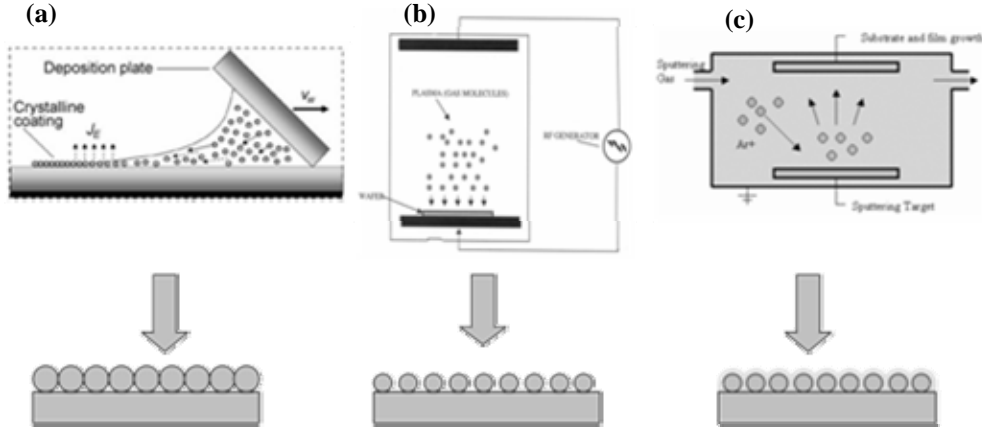 (a)
(b)
(c)
Deposition plate
Crystalline
coating
J_E
V_w
PLASMA (GAS MOLECULES)
RF GENERATOR
WAFER
Substrate and film growth
Sputtering
Gas
Ar+
Sputtering Target